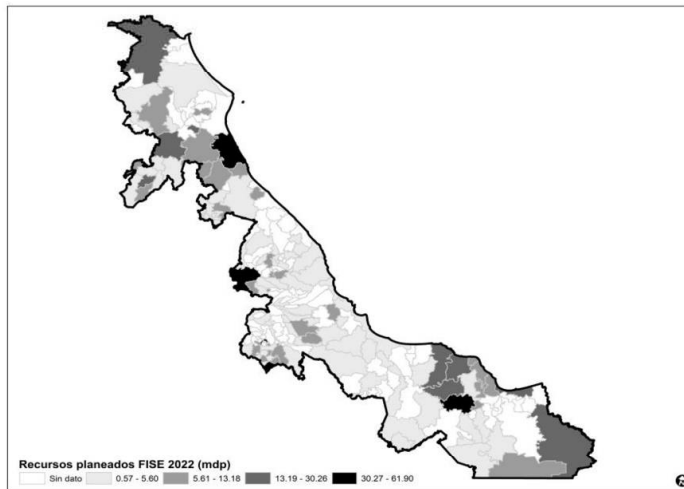 Recursos planeados FISE 2022 (mdp)
Sin dato 0.57 - 5.60 5.61 - 13.18 13.19 - 30.26 30.27 - 61.90